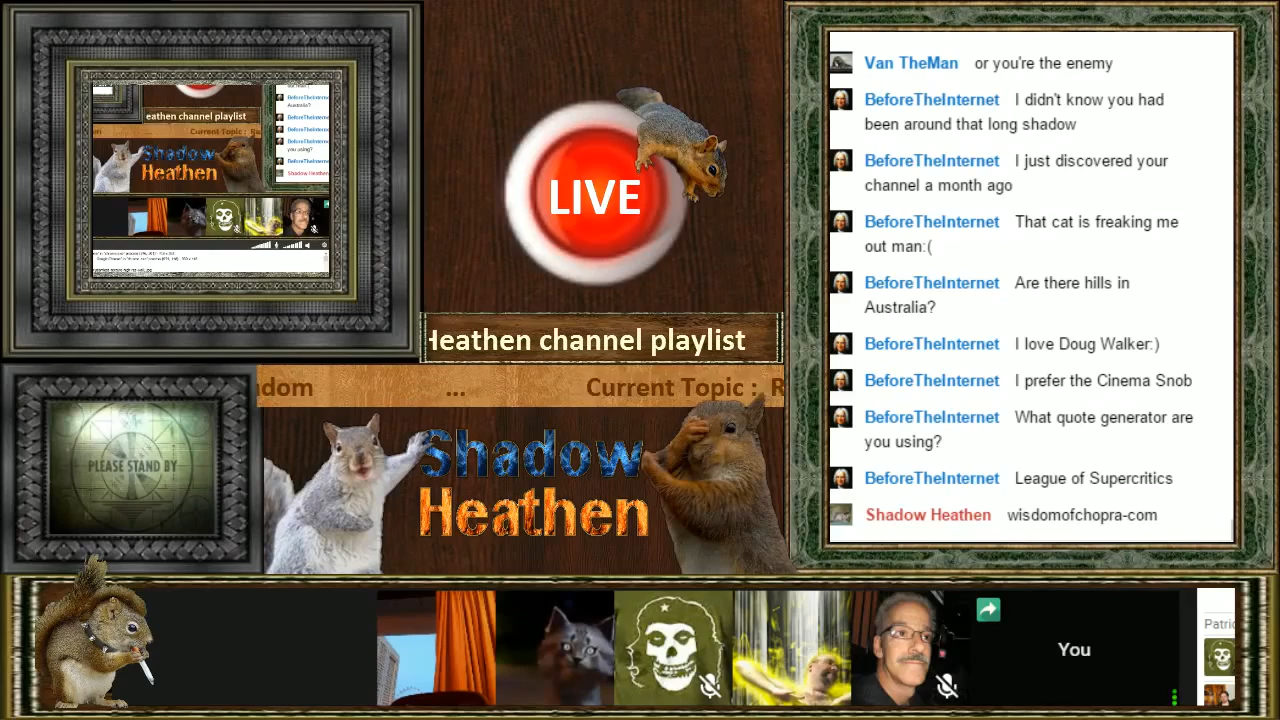 eathen channel playlist
Current Topic :
Shadow
Heathen
LIVE
Heathen channel playlist
dom ... Current Topic : R
PLEASE STAND BY
Shadow
Heathen
Van TheMan or you're the enemy
BeforeTheInternet I didn't know you had
been around that long shadow
BeforeTheInternet I just discovered your
channel a month ago
BeforeTheInternet That cat is freaking me
out man:(
BeforeTheInternet Are there hills in
Australia?
BeforeTheInternet I love Doug Walker:)
BeforeTheInternet I prefer the Cinema Snob
BeforeTheInternet What quote generator are
you using?
BeforeTheInternet League of Supercritics
Shadow Heathen wisdomofchopra-com
You
Patric